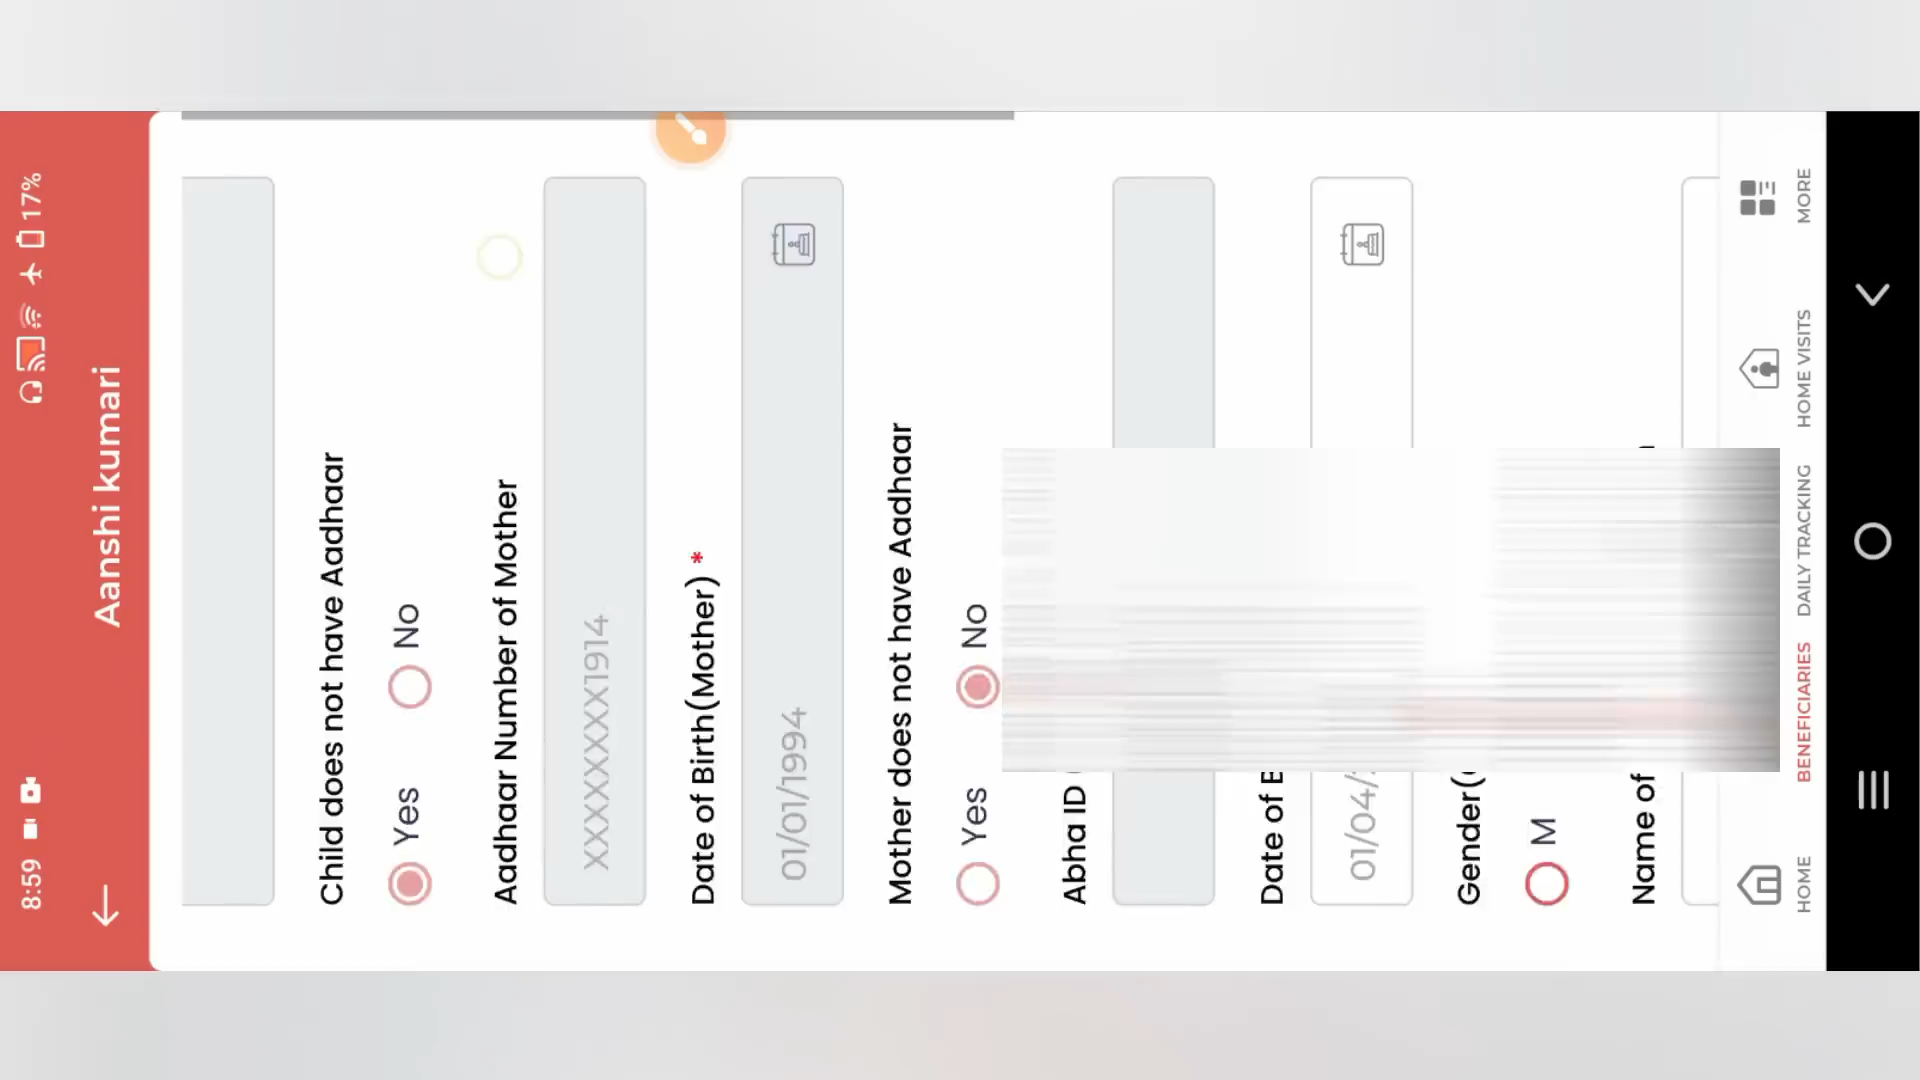 8:59
17%
Aanshi kumari
Child does not have Aadhaar
Yes No
Aadhaar Number of Mother
XXXXXXXX1914
Date of Birth(Mother) *
01/01/1994
Mother does not have Aadhaar
Yes No
Abha ID
Date of
01/04/
Gender(
M
Name of
HOME BENEFICIARIES DAILY TRACKING HOME VISITS MORE